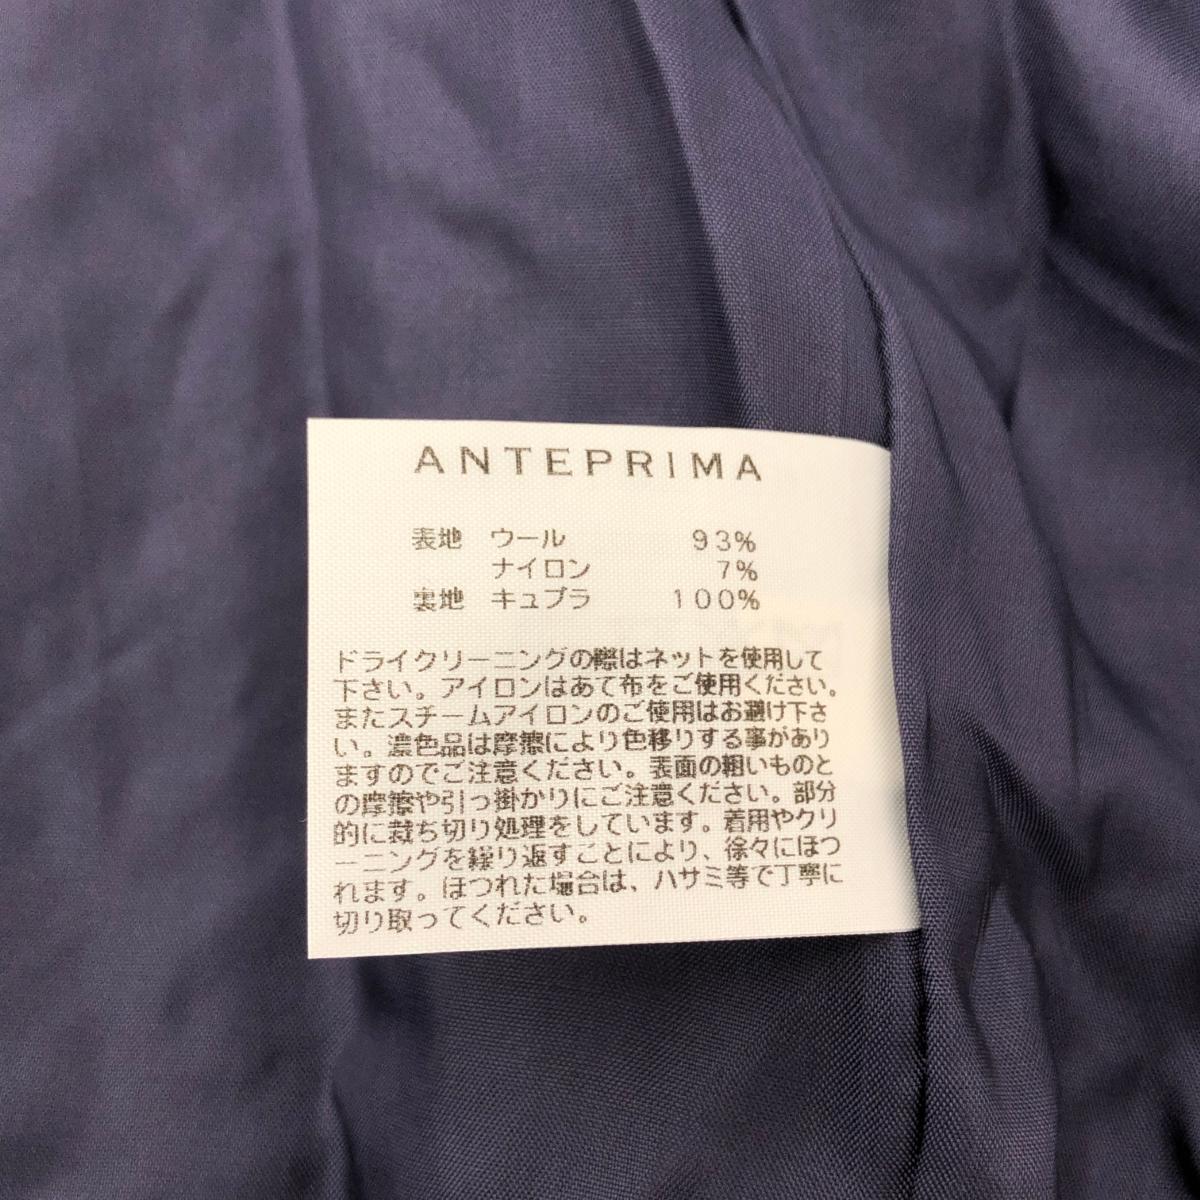 ANTEPRIMA
表地 ウール 93%
ナイロン 7%
裏地 キュプラ 100%
ドライクリーニングの際はネットを使用して
下さい。アイロンはあて布をご使用ください。
またスチームアイロンのご使用はお避け下さ
い。濃色品は摩擦により色移りする事があり
ますのでご注意ください。表面の粗いものと
の摩擦や引っ掛かりにご注意ください。部分
的に裁ち切り処理をしています。着用やクリ
ーニングを繰り返すことにより、徐々にほつ
れます。ほつれた場合は、ハサミ等で丁寧に
切り取ってください。